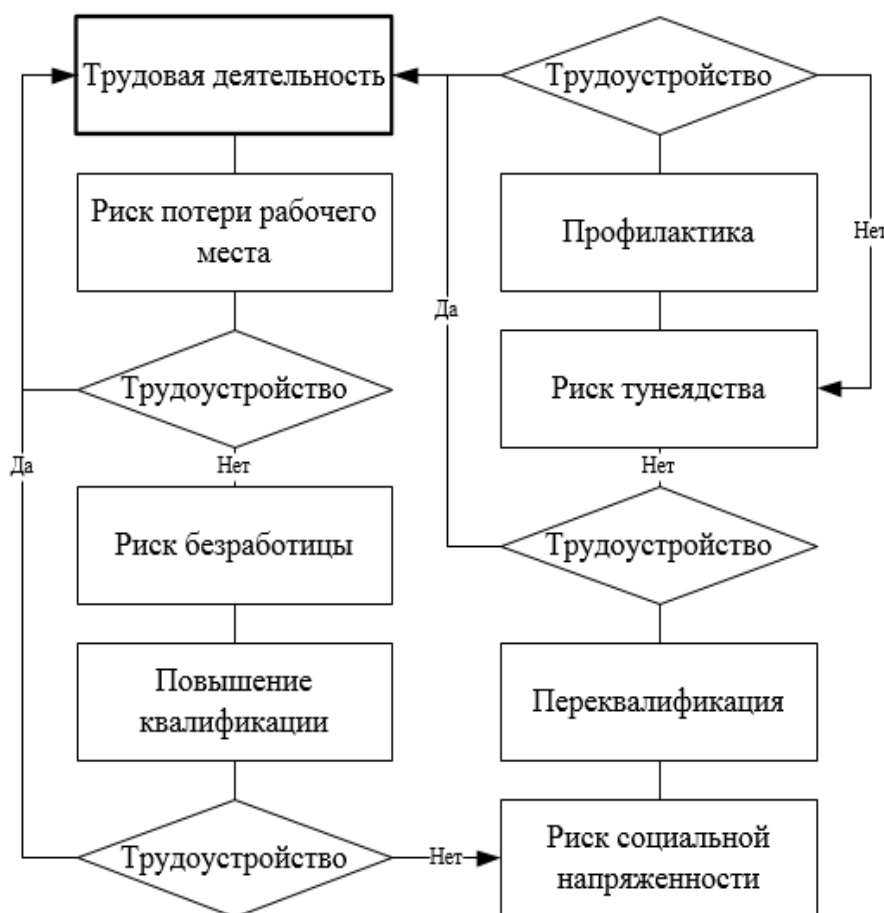 Трудовая деятельность
Риск потери рабочего
места
Трудоустройство
Да
Нет
Риск безработицы
Повышение
квалификации
Трудоустройство
Нет
Трудоустройство
Профилактика
Нет
Да
Риск тунеядства
Нет
Трудоустройство
Переквалификация
Риск социальной
напряженности